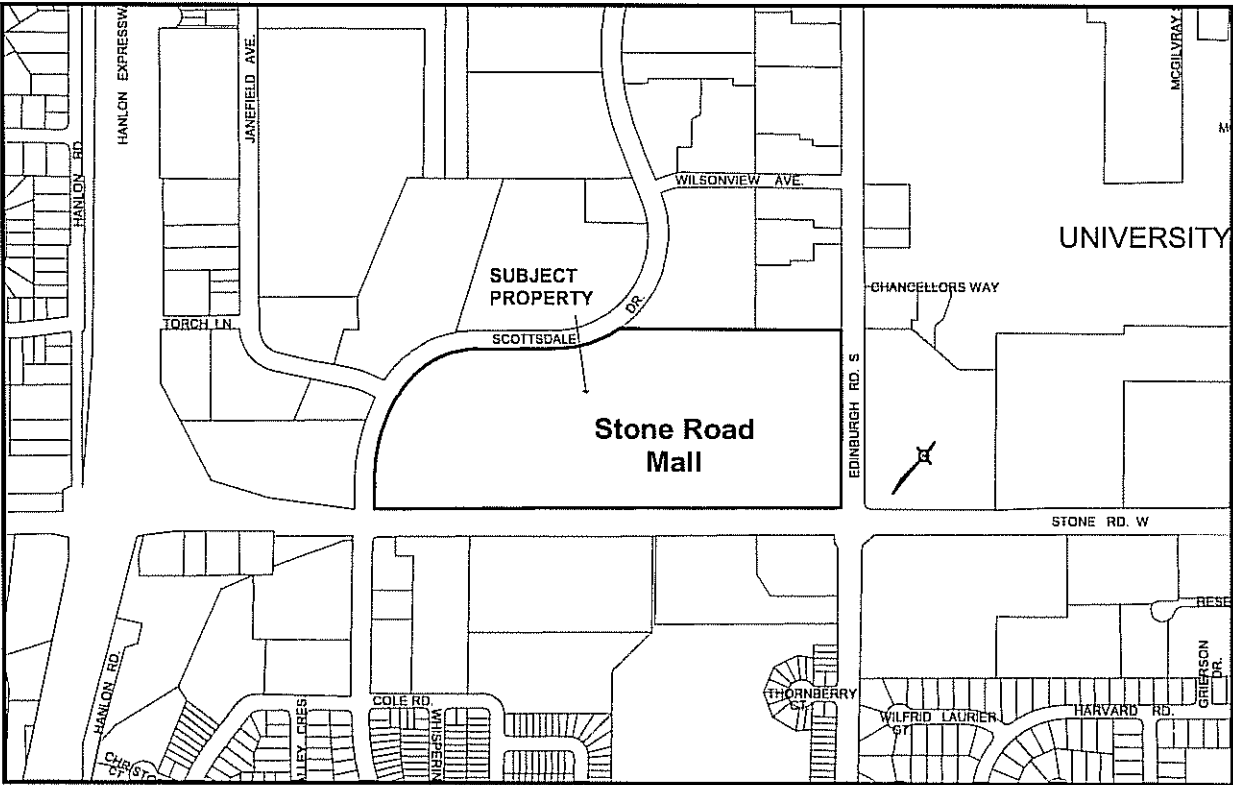 HANLON EXPRESSW
JANEFIELD AVE.
MCGILVRAY S
HANLON RD
WILSONVIEW AVE.
UNIVERSITY
SUBJECT
PROPERTY
CHANCELLORS WAY
TORCH LN.
SCOTTSDALE
DR.
EDINBURGH RD. S
Stone Road
Mall
STONE RD. W
RESE
HANLON RD.
GRIERSON
DR.
COLE RD.
THORNBERRY
CT.
WILFRID LAURIER
CT.
HARVARD RD.
ALLEY CRES
WHISPERIN
CHRISTO
CT.